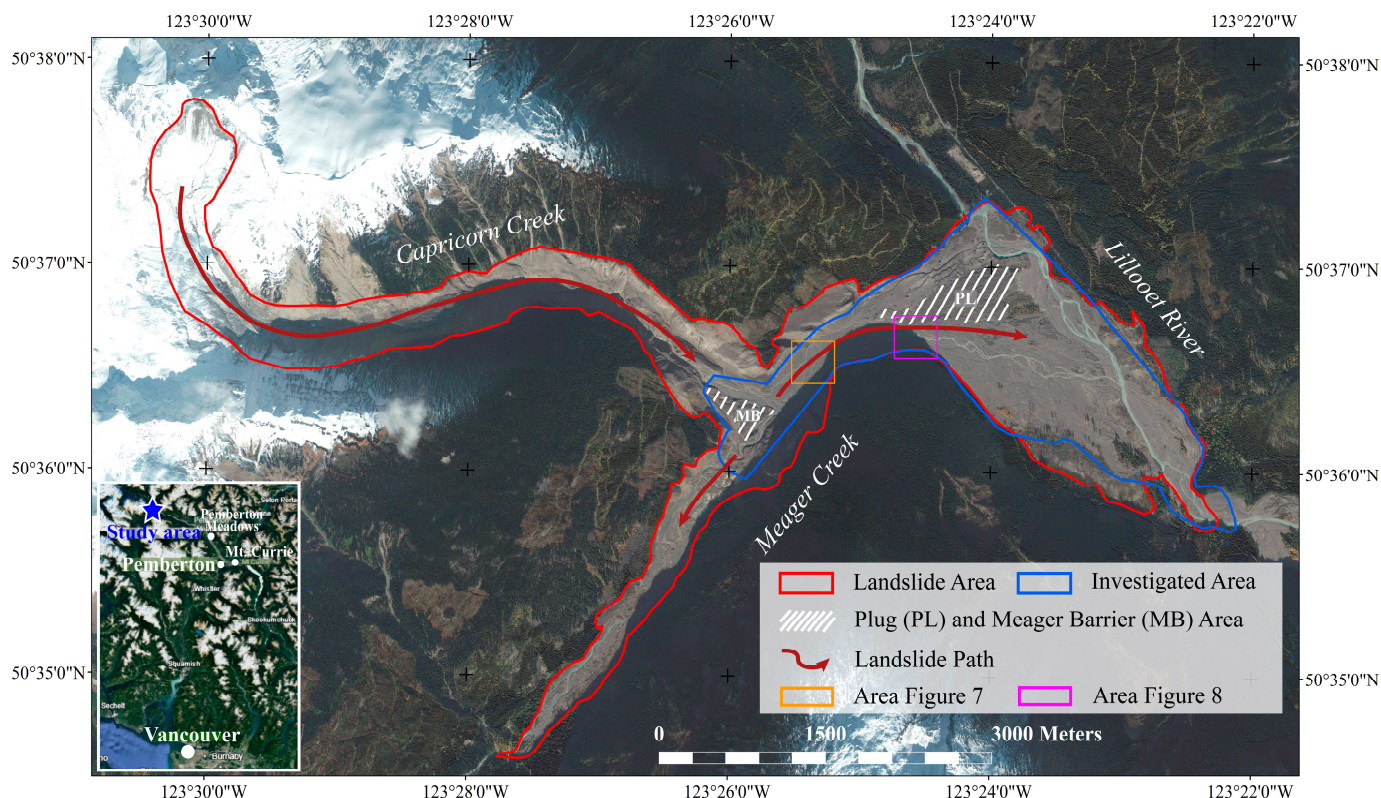 123°30'0"W 123°28'0"W 123°26'0"W 123°24'0"W 123°22'0"W
50°38'0"N
50°38'0"N
Capricorn Creek
50°37'0"N
50°37'0"N
Lillooet River
PL
MB
Meager Creek
50°36'0"N
50°36'0"N
50°35'0"N
50°35'0"N
Study area
Pemberton
Meadows
Mt. Currie
Pemberton
Whistler
Skookumchuck
Squamish
Sechelt
Vancouver
Burnaby
Landslide Area
Investigated Area
Plug (PL) and Meager Barrier (MB) Area
Landslide Path
Area Figure 7
Area Figure 8
0 1500 3000 Meters
123°30'0"W 123°28'0"W 123°26'0"W 123°24'0"W 123°22'0"W